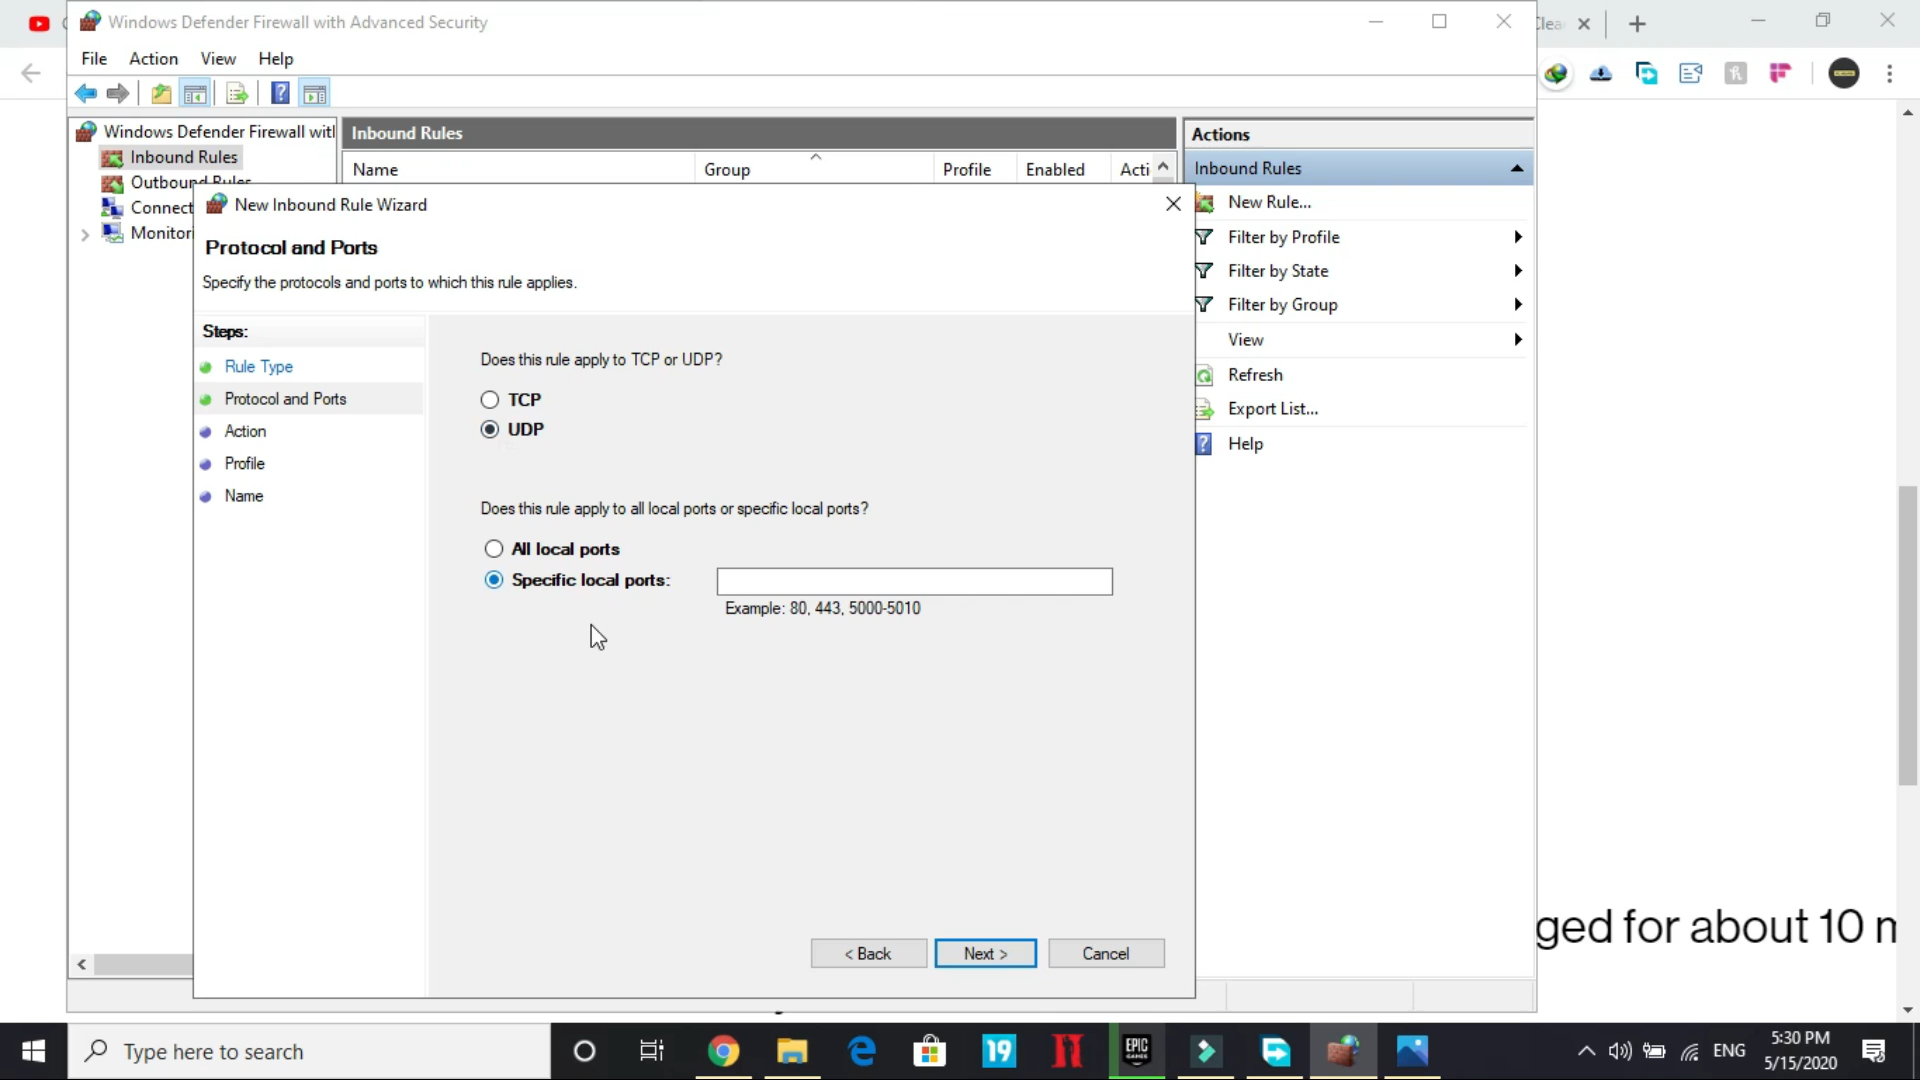 Windows Defender Firewall with Advanced Security
Clea
File Action View Help
Windows Defender Firewall with
Inbound Rules
Outbound Rules
Connect
Monitori
Inbound Rules
Name Group Profile Enabled Acti
Actions
Inbound Rules
New Rule...
Filter by Profile
Filter by State
Filter by Group
View
Refresh
Export List...
Help
New Inbound Rule Wizard
Protocol and Ports
Specify the protocols and ports to which this rule applies.
Steps:
Rule Type
Protocol and Ports
Action
Profile
Name
Does this rule apply to TCP or UDP?
TCP
UDP
Does this rule apply to all local ports or specific local ports?
All local ports
Specific local ports:
Example: 80, 443, 5000-5010
< Back Next > Cancel
ged for about 10 m
Type here to search
19
EPIC
GAMES
ENG
5:30 PM
5/15/2020